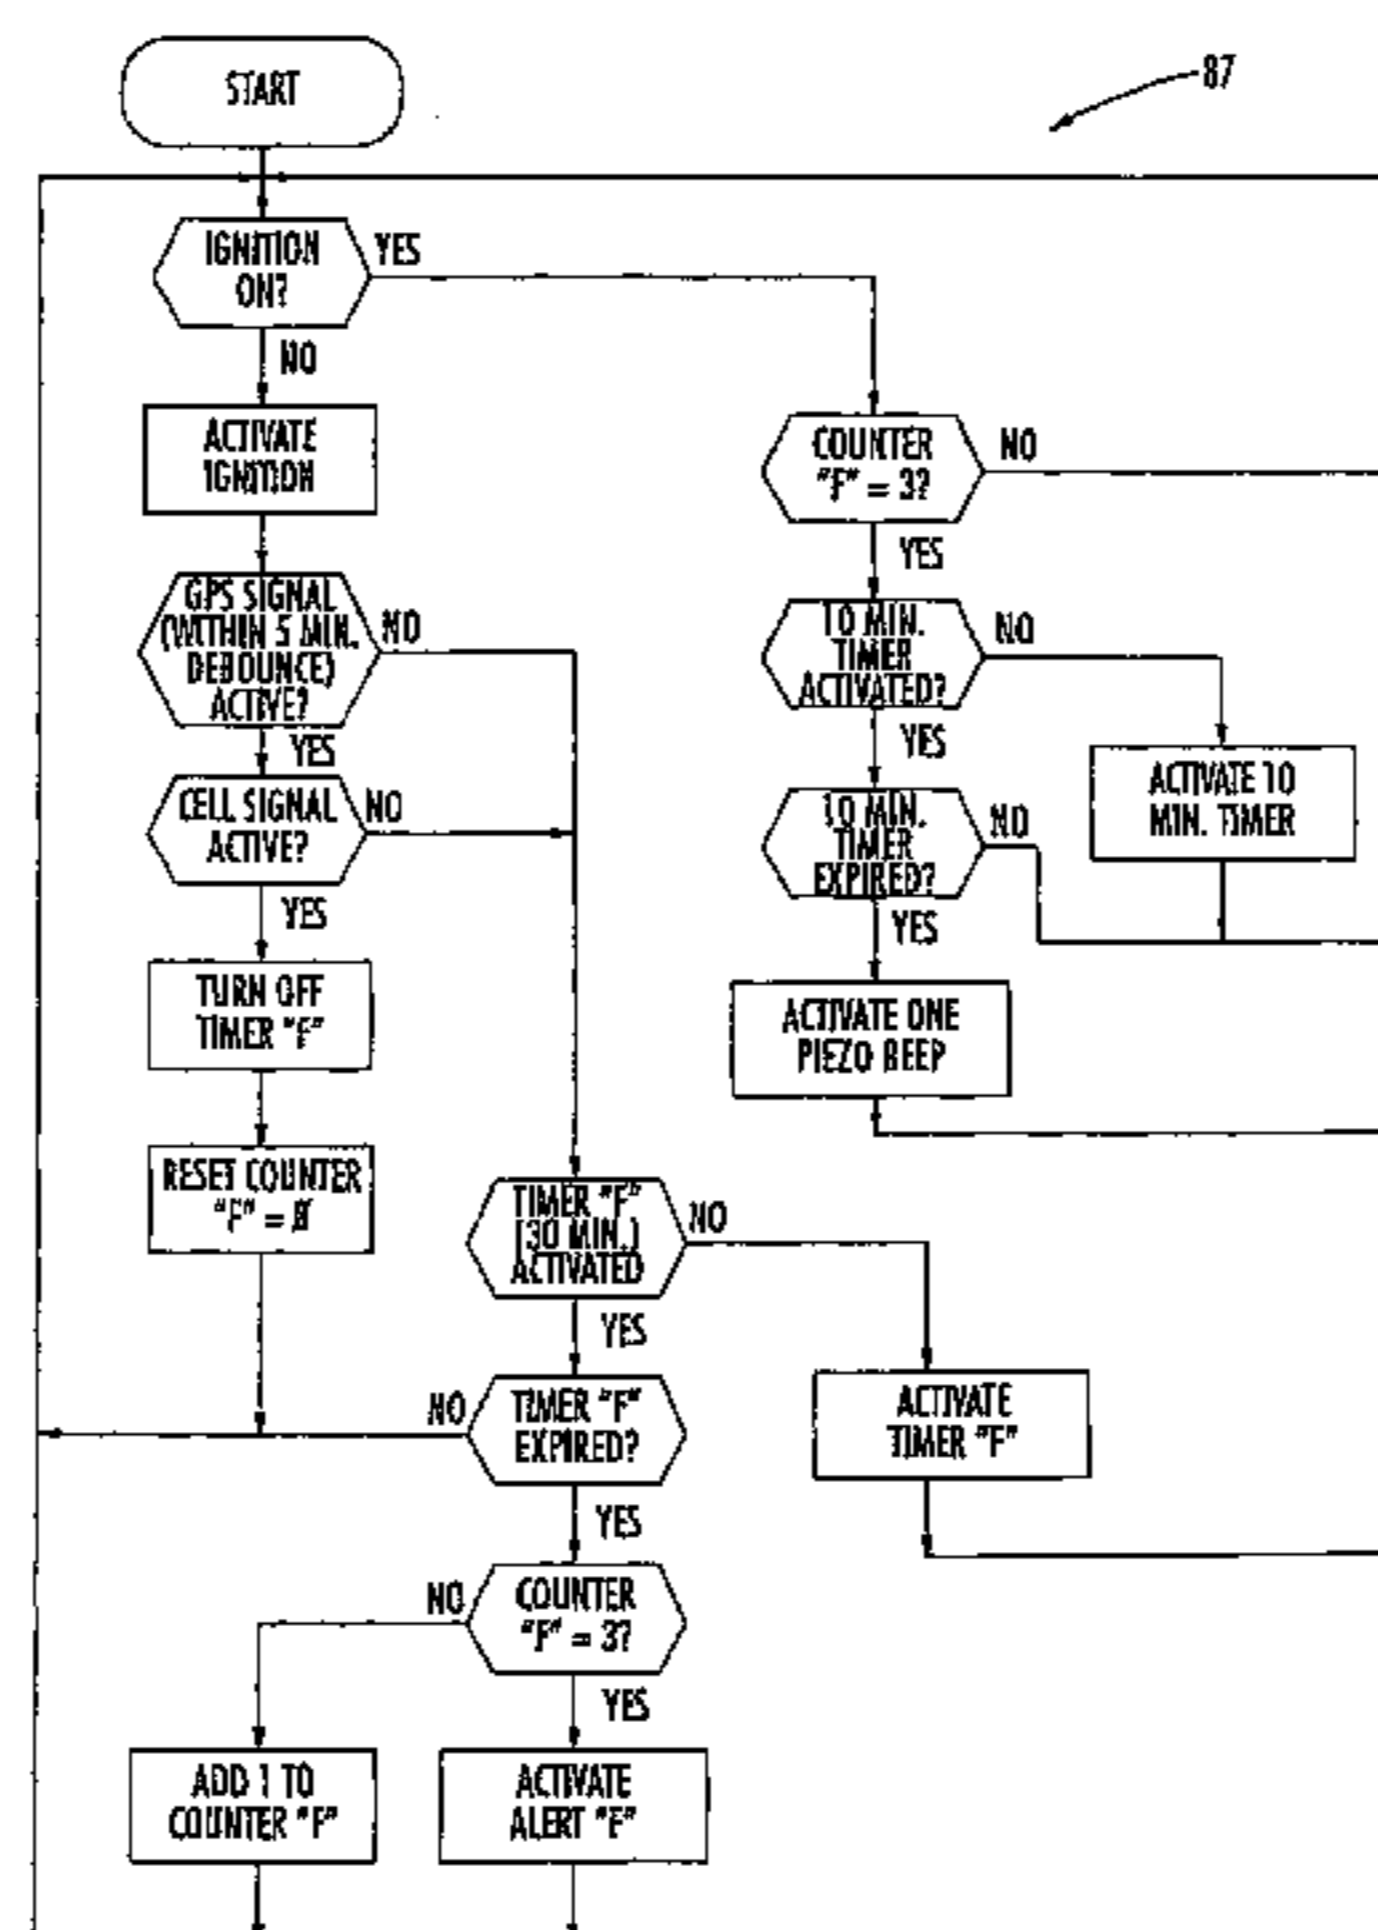 START
87
IGNITION
ON?
YES
NO
ACTIVATE
IGNITION
COUNTER
"F" = 3?
NO
YES
GPS SIGNAL
(WITHIN 5 MIN.
DEBOUNCE)
ACTIVE?
NO
YES
10 MIN.
TIMER
ACTIVATED?
NO
YES
ACTIVATE 10
MIN. TIMER
CELL SIGNAL
ACTIVE?
NO
YES
10 MIN.
TIMER
EXPIRED?
NO
YES
TURN OFF
TIMER "F"
ACTIVATE ONE
PIEZO BEEP
RESET COUNTER
"F" =
TIMER "F"
(30 MIN.)
ACTIVATED
NO
YES
TIMER "F"
EXPIRED?
NO
YES
ACTIVATE
TIMER "F"
COUNTER
"F" = 3?
NO
YES
ADD 1 TO
COUNTER "F"
ACTIVATE
ALERT "F"